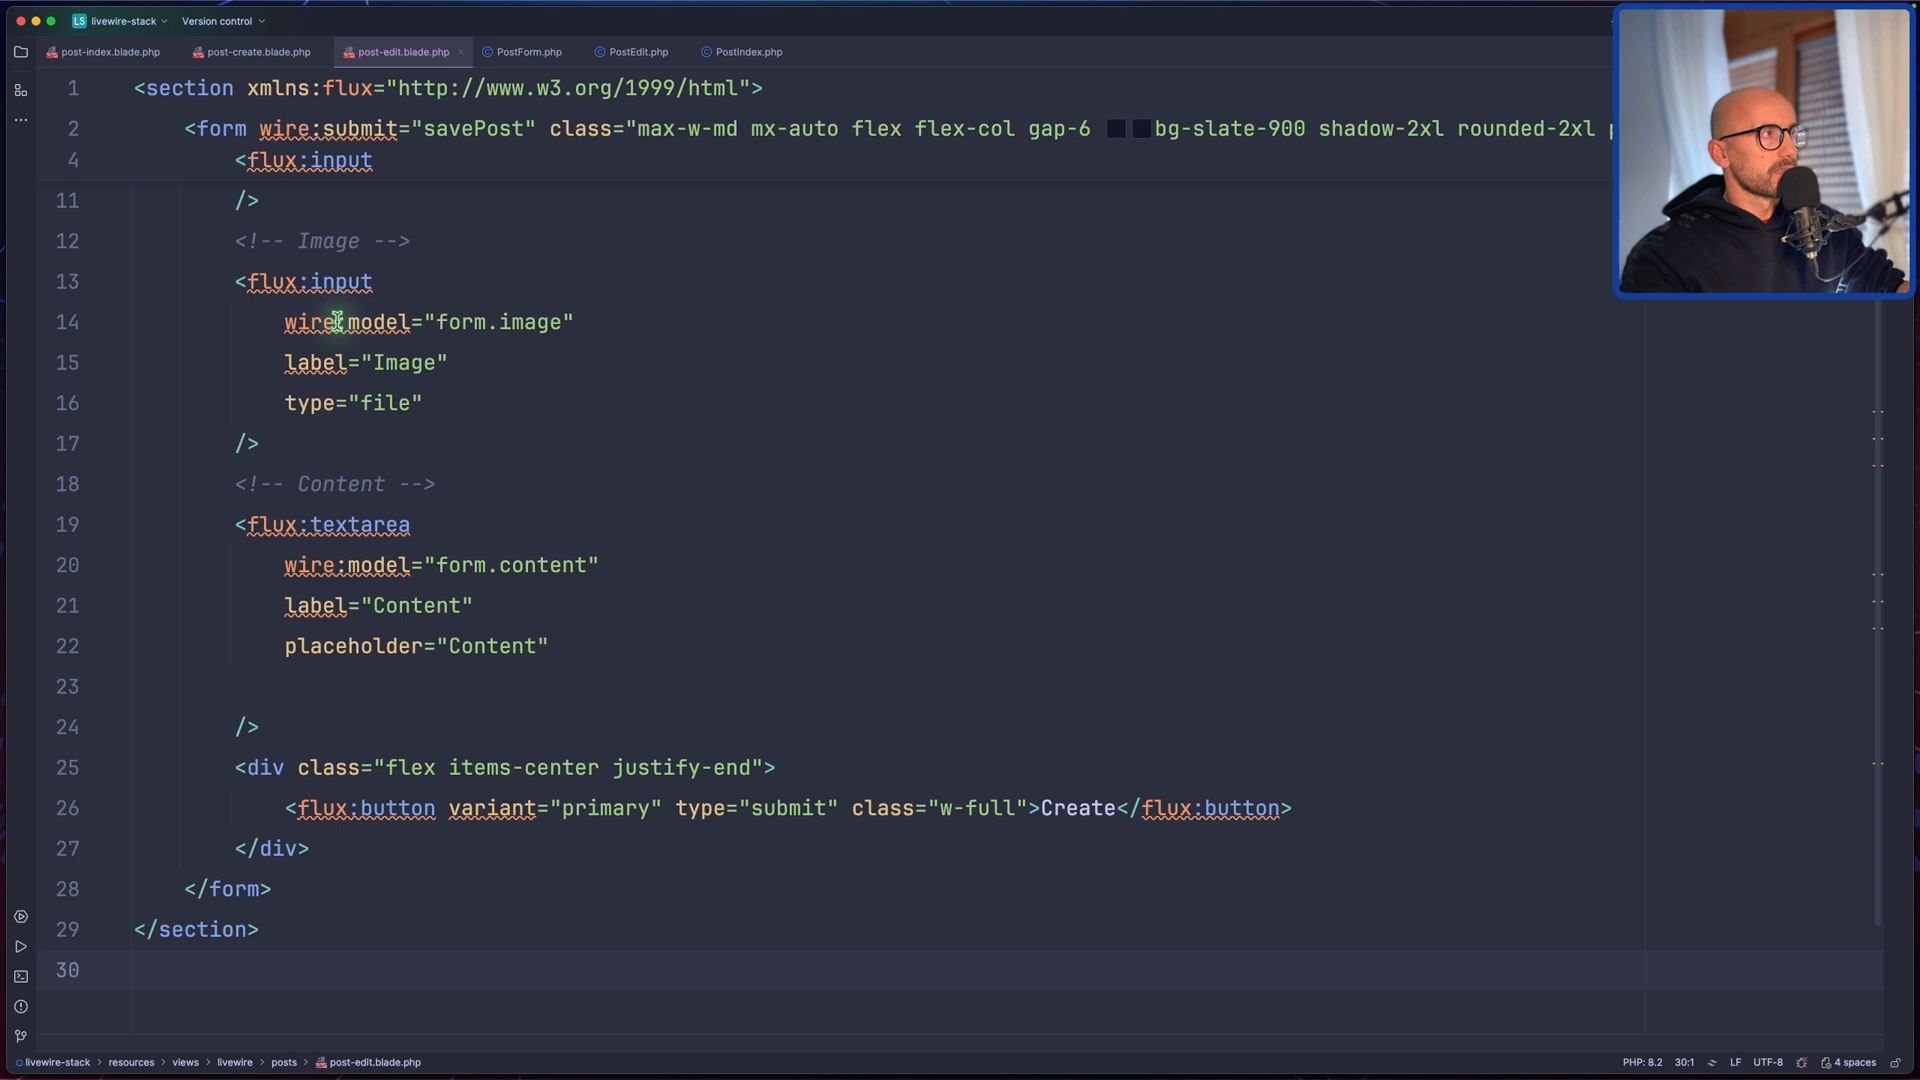 LS livewire-stack Version control
post-index.blade.php post-create.blade.php post-edit.blade.php PostForm.php PostEdit.php PostIndex.php
1 <section xmlns:flux="http://www.w3.org/1999/html">
2 <form wire:submit="savePost" class="max-w-md mx-auto flex flex-col gap-6 bg-slate-900 shadow-2xl rounded-2xl p
4 <flux:input
11 />
12 <!-- Image -->
13 <flux:input
14 wire:model="form.image"
15 label="Image"
16 type="file"
17 />
18 <!-- Content -->
19 <flux:textarea
20 wire:model="form.content"
21 label="Content"
22 placeholder="Content"
23
24 />
25 <div class="flex items-center justify-end">
26 <flux:button variant="primary" type="submit" class="w-full">Create</flux:button>
27 </div>
28 </form>
29 </section>
30
livewire-stack > resources > views > livewire > posts > post-edit.blade.php PHP: 8.2 30:1 LF UTF-8 4 spaces